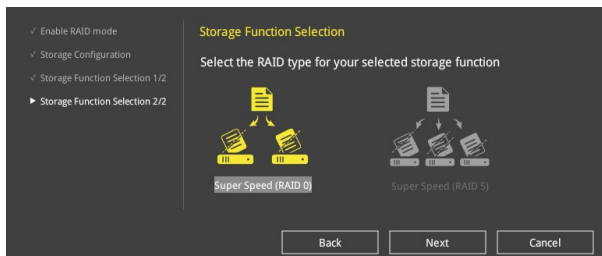 ✓ Enable RAID mode
✓ Storage Configuration
✓ Storage Function Selection 1/2
▶ Storage Function Selection 2/2
Storage Function Selection
Select the RAID type for your selected storage function
Super Speed (RAID 0)
Super Speed (RAID 5)
Back
Next
Cancel